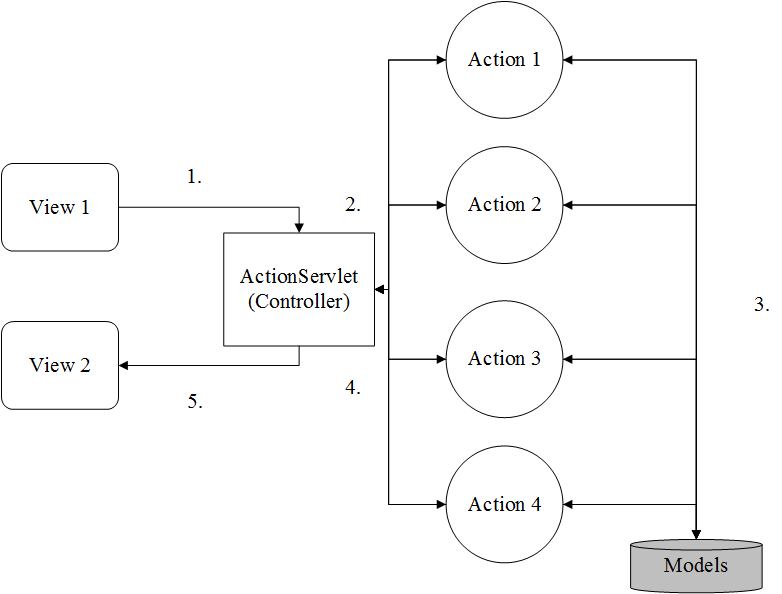 Action 1
1.
View 1
2.
Action 2
ActionServlet
(Controller)
3.
View 2
Action 3
4.
5.
Action 4
Models